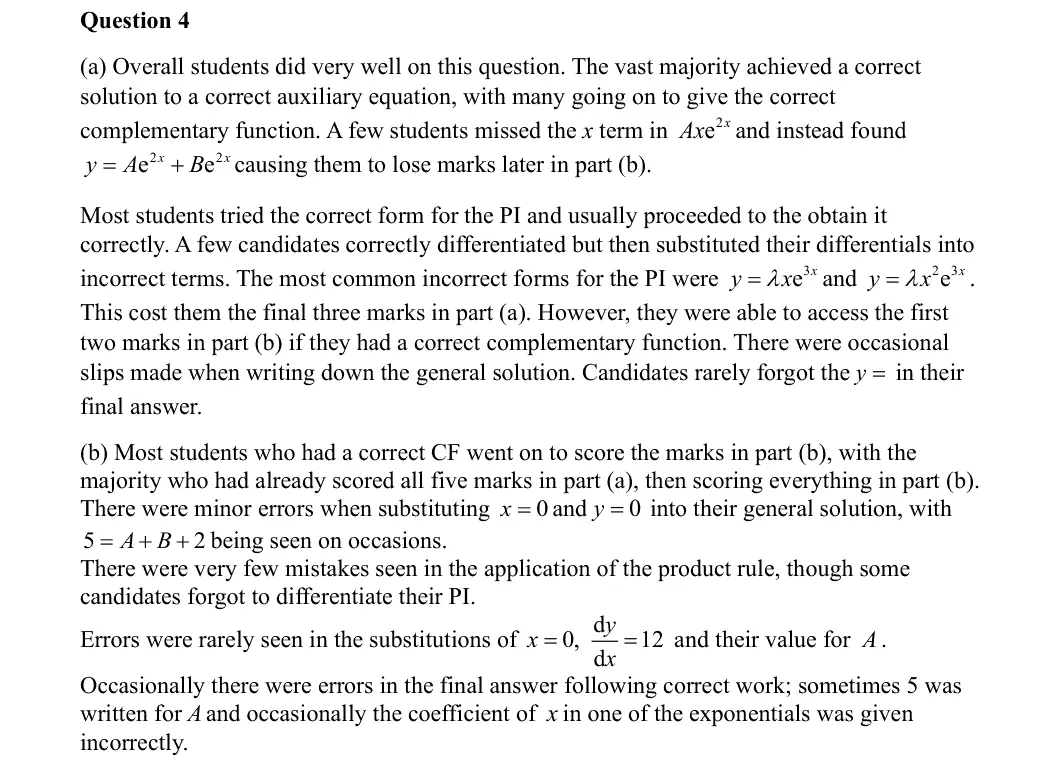 Question 4
(a) Overall students did very well on this question. The vast majority achieved a correct
solution to a correct auxiliary equation, with many going on to give the correct
complementary function. A few students missed the x term in Axe²ˣ and instead found
y = Ae²ˣ + Be²ˣ causing them to lose marks later in part (b).
Most students tried the correct form for the PI and usually proceeded to the obtain it
correctly. A few candidates correctly differentiated but then substituted their differentials into
incorrect terms. The most common incorrect forms for the PI were y = λxe³ˣ and y = λx²e³ˣ.
This cost them the final three marks in part (a). However, they were able to access the first
two marks in part (b) if they had a correct complementary function. There were occasional
slips made when writing down the general solution. Candidates rarely forgot the y = in their
final answer.
(b) Most students who had a correct CF went on to score the marks in part (b), with the
majority who had already scored all five marks in part (a), then scoring everything in part (b).
There were minor errors when substituting x = 0 and y = 0 into their general solution, with
5 = A + B + 2 being seen on occasions.
There were very few mistakes seen in the application of the product rule, though some
candidates forgot to differentiate their PI.
Errors were rarely seen in the substitutions of x = 0, dy/dx = 12 and their value for A.
Occasionally there were errors in the final answer following correct work; sometimes 5 was
written for A and occasionally the coefficient of x in one of the exponentials was given
incorrectly.